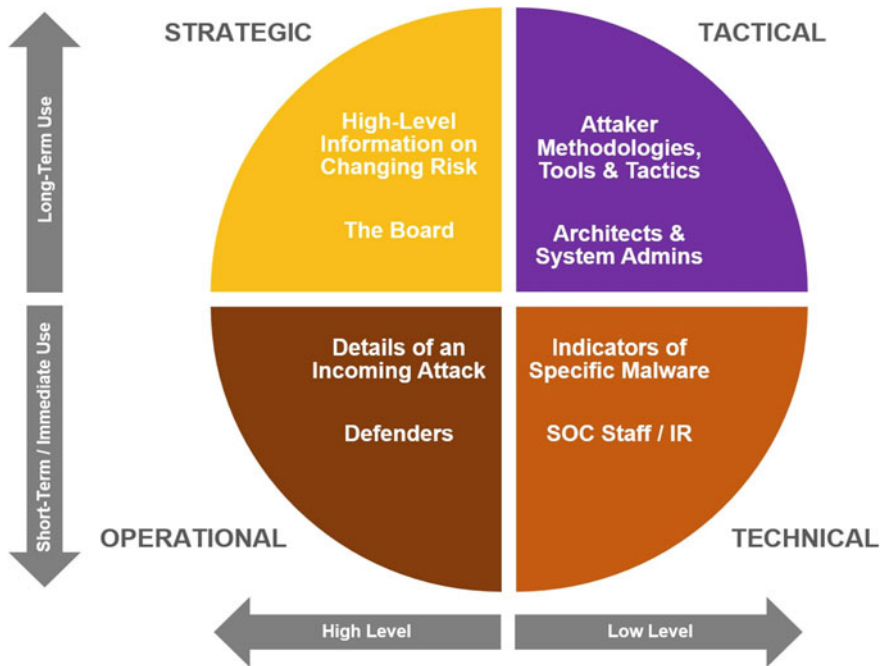 STRATEGIC
TACTICAL
Long-Term Use
High-Level
Information on
Changing Risk
The Board
Attaker
Methodologies,
Tools & Tactics
Architects &
System Admins
Short-Term / Immediate Use
Details of an
Incoming Attack
Defenders
Indicators of
Specific Malware
SOC Staff / IR
OPERATIONAL
TECHNICAL
High Level
Low Level